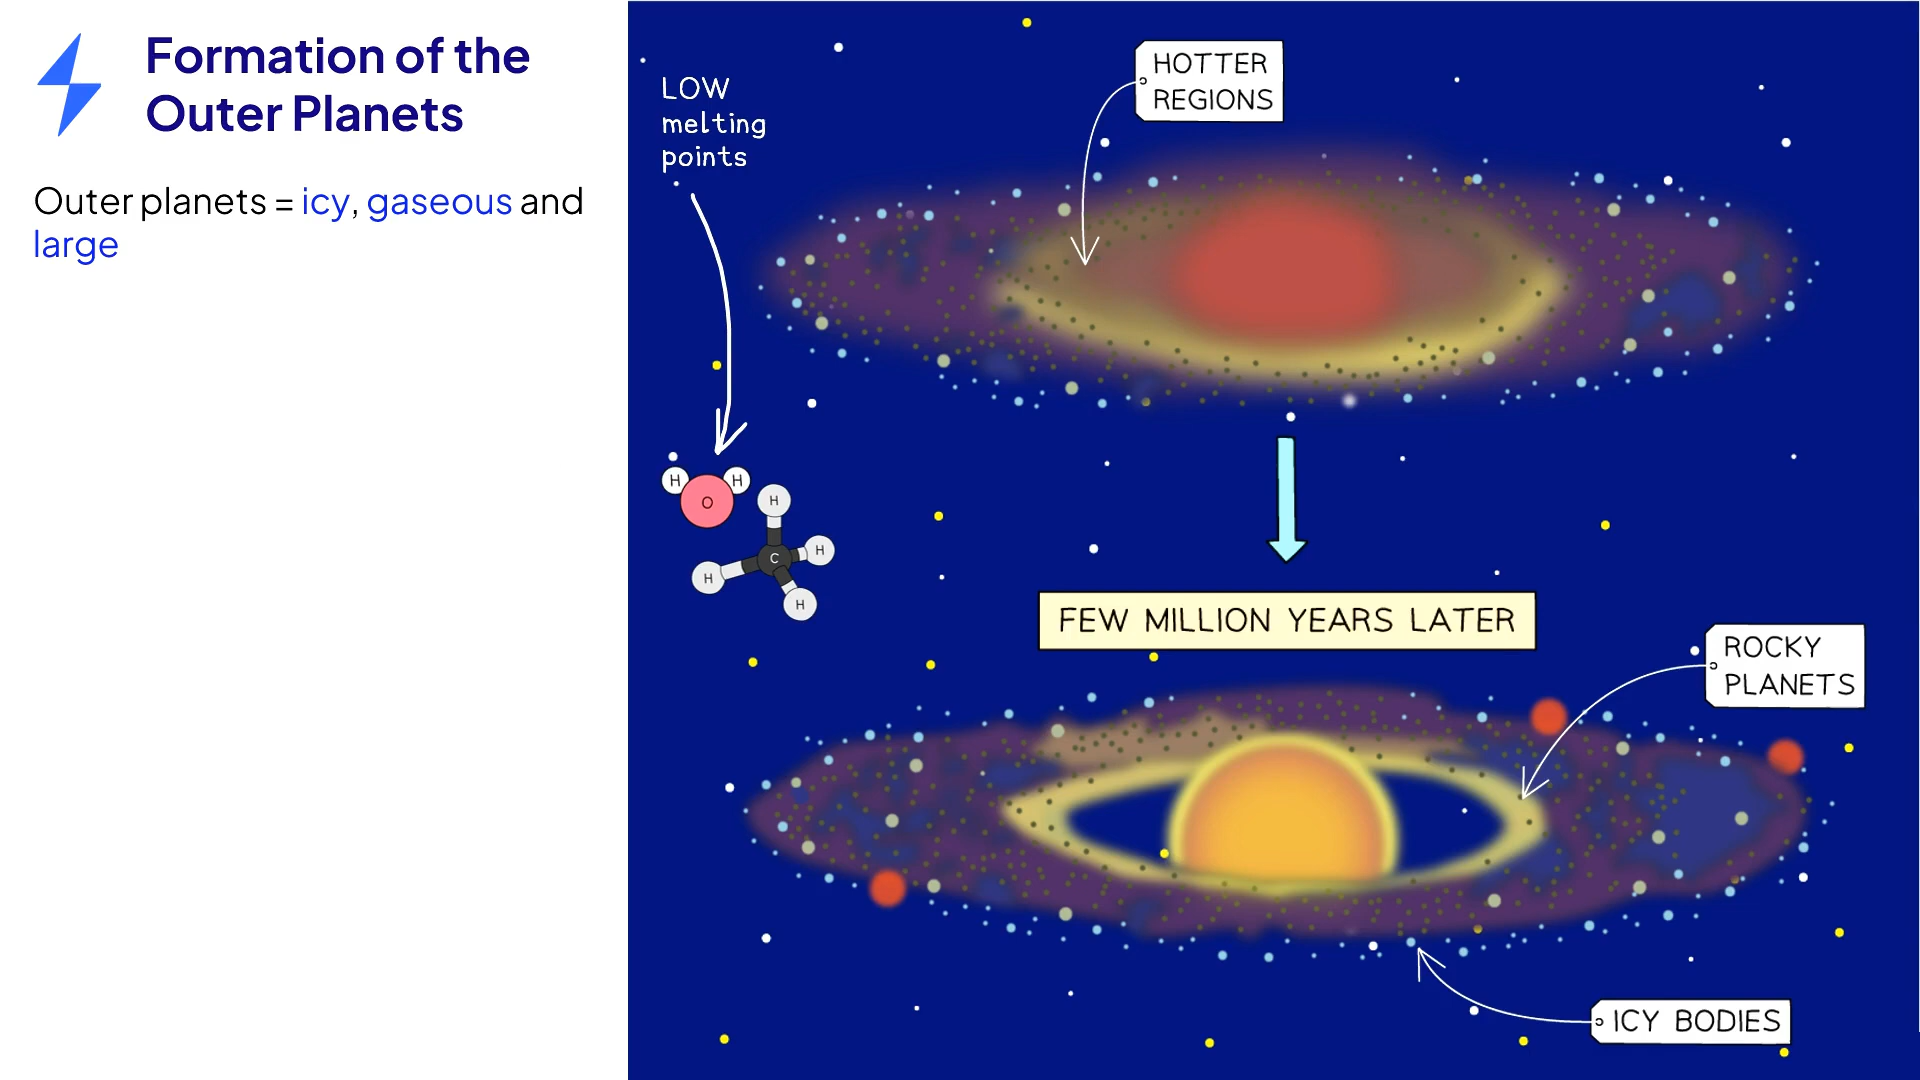 Formation of the
Outer Planets
Outer planets = icy, gaseous and
large
LOW
melting
points
HOTTER
REGIONS
H
H
O
H
H
C
H
H
FEW MILLION YEARS LATER
ROCKY
PLANETS
ICY BODIES